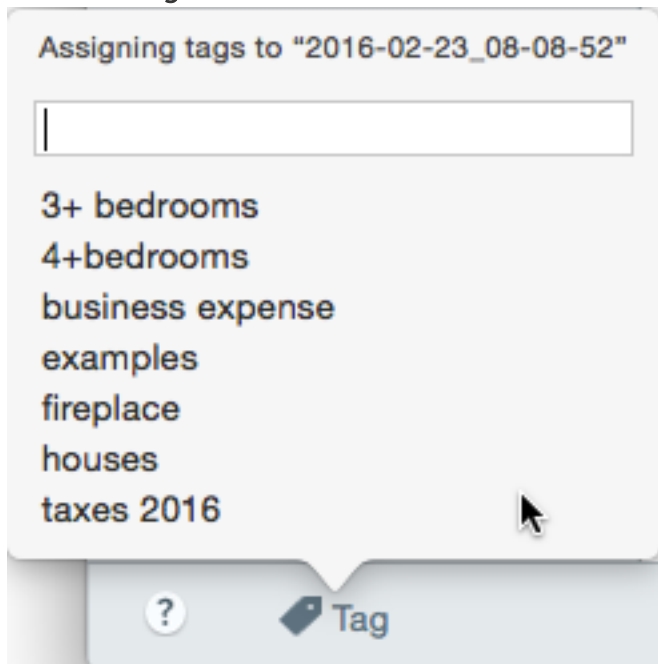 Assigning tags to “2016-02-23_08-08-52”
3+ bedrooms
4+bedrooms
business expense
examples
fireplace
houses
taxes 2016
? Tag